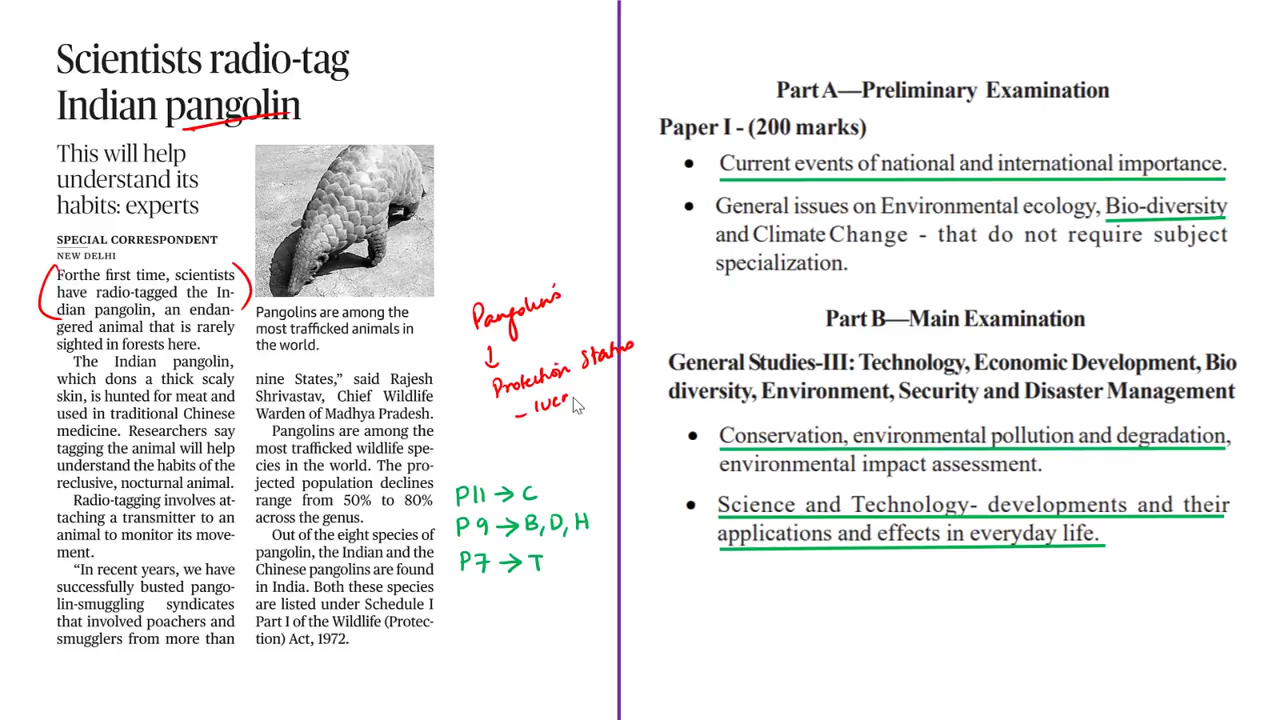 Scientists radio-tag
Indian pangolin
This will help
understand its
habits: experts
SPECIAL CORRESPONDENT
NEW DELHI
Forthe first time, scientists
have radio-tagged the In-
dian pangolin, an endan-
gered animal that is rarely
sighted in forests here.
The Indian pangolin,
which dons a thick scaly
skin, is hunted for meat and
used in traditional Chinese
medicine. Researchers say
tagging the animal will help
understand the habits of the
reclusive, nocturnal animal.
Radio-tagging involves at-
taching a transmitter to an
animal to monitor its move-
ment.
“In recent years, we have
successfully busted pango-
lin-smuggling syndicates
that involved poachers and
smugglers from more than
Pangolins are among the
most trafficked animals in
the world.
nine States,” said Rajesh
Shrivastav, Chief Wildlife
Warden of Madhya Pradesh.
Pangolins are among the
most trafficked wildlife spe-
cies in the world. The pro-
jected population declines
range from 50% to 80%
across the genus.
Out of the eight species of
pangolin, the Indian and the
Chinese pangolins are found
in India. Both these species
are listed under Schedule I
Part I of the Wildlife (Protec-
tion) Act, 1972.
Pangolins
↓
Protection Status
- IUC
P11 → C
P9 → B, D, H
P7 → T
Part A—Preliminary Examination
Paper I - (200 marks)
• Current events of national and international importance.
• General issues on Environmental ecology, Bio-diversity
and Climate Change - that do not require subject
specialization.
Part B—Main Examination
General Studies-III: Technology, Economic Development, Bio
diversity, Environment, Security and Disaster Management
• Conservation, environmental pollution and degradation,
environmental impact assessment.
• Science and Technology- developments and their
applications and effects in everyday life.